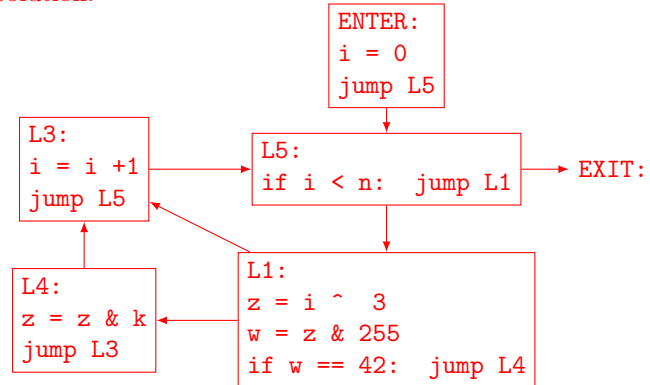 ENTER:
i = 0
jump L5
L3:
i = i +1
jump L5
L5:
if i < n: jump L1
EXIT:
L4:
z = z & k
jump L3
L1:
z = i ^ 3
w = z & 255
if w == 42: jump L4